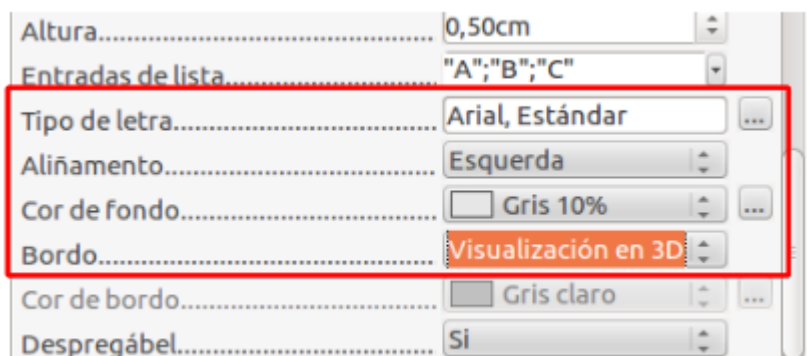 Altura........................................ 0,50cm
Entradas de lista........................ "A";"B";"C"
Tipo de letra............................... Arial, Estándar ...
Aliñamento................................ Esquerda
Cor de fondo.............................. Gris 10% ...
Bordo......................................... Visualización en 3D
Cor de bordo............................. Gris claro ...
Despregábel.............................. Si